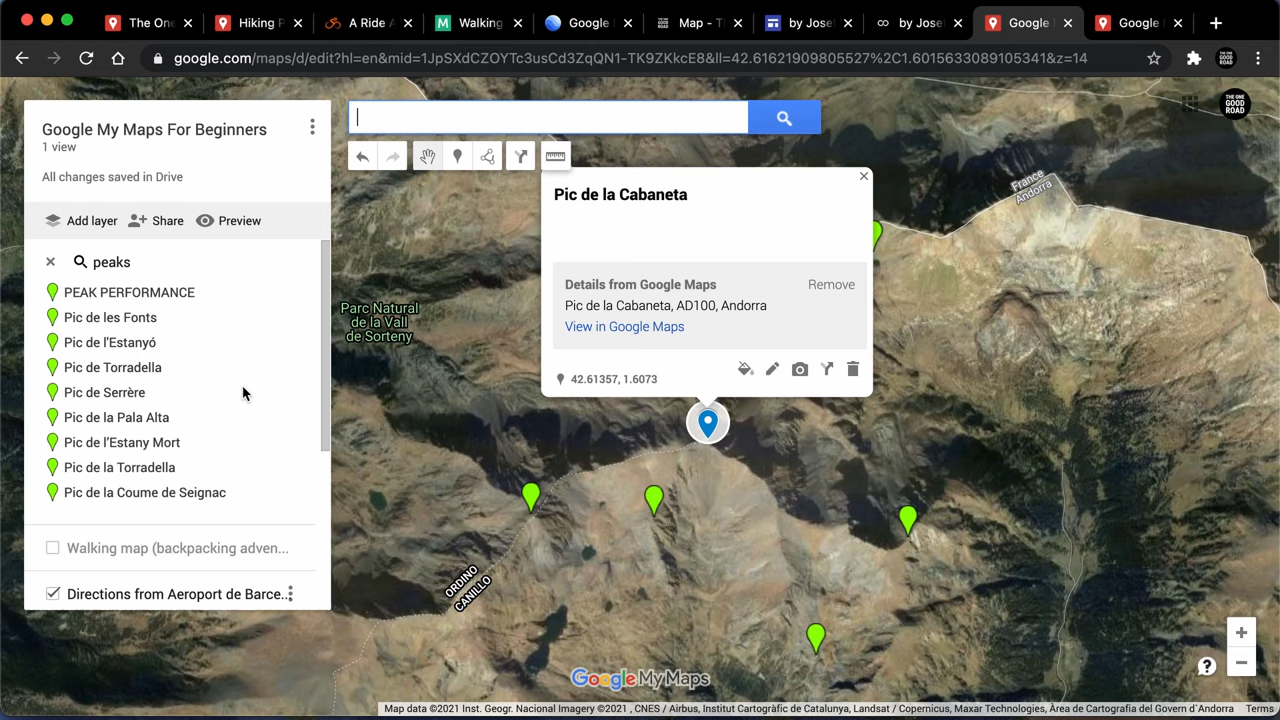 The One
Hiking P
A Ride A
Walking
Google
Map - T
by Jose
by Jose
Google
Google
google.com/maps/d/edit?hl=en&mid=1JpSXdCZOYTc3usCd3ZqQN1-TK9ZKkcE8&ll=42.61621909805527%2C1.6015633089105341&z=14
THE ONE
GOOD
ROAD
Google My Maps For Beginners
1 view
All changes saved in Drive
Add layer
Share
Preview
peaks
PEAK PERFORMANCE
Pic de les Fonts
Pic de l'Estanyó
Pic de Torradella
Pic de Serrère
Pic de la Pala Alta
Pic de l'Estany Mort
Pic de la Torradella
Pic de la Coume de Seignac
Walking map (backpacking adven...
Directions from Aeroport de Barce...
Pic de la Cabaneta
Details from Google Maps
Remove
Pic de la Cabaneta, AD100, Andorra
View in Google Maps
42.61357, 1.6073
Parc Natural
de la Vall
de Sorteny
France
Andorra
ORDINO
CANILLO
Google My Maps
Map data ©2021 Inst. Geogr. Nacional Imagery ©2021 , CNES / Airbus, Institut Cartogràfic de Catalunya, Landsat / Copernicus, Maxar Technologies, Àrea de Cartografia del Govern d`Andorra
Terms